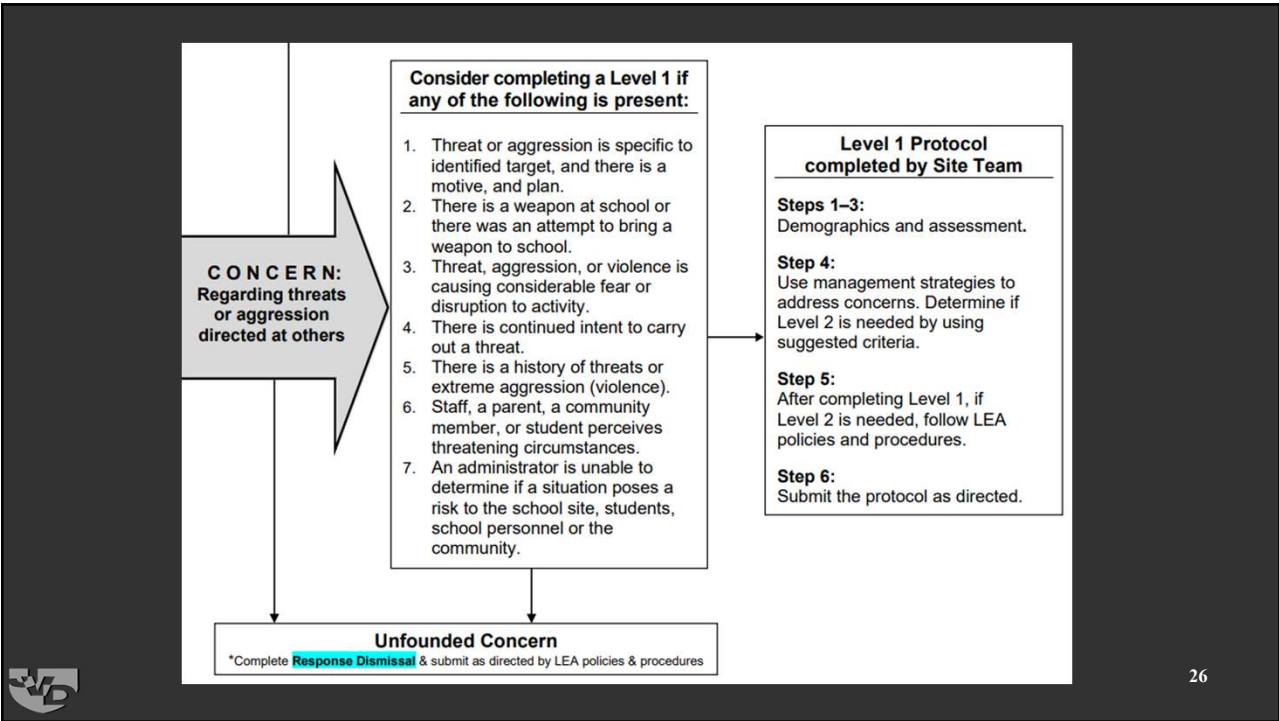 C O N C E R N:
Regarding threats
or aggression
directed at others
Consider completing a Level 1 if
any of the following is present:
1. Threat or aggression is specific to
identified target, and there is a
motive, and plan.
2. There is a weapon at school or
there was an attempt to bring a
weapon to school.
3. Threat, aggression, or violence is
causing considerable fear or
disruption to activity.
4. There is continued intent to carry
out a threat.
5. There is a history of threats or
extreme aggression (violence).
6. Staff, a parent, a community
member, or student perceives
threatening circumstances.
7. An administrator is unable to
determine if a situation poses a
risk to the school site, students,
school personnel or the
community.
Level 1 Protocol
completed by Site Team
Steps 1–3:
Demographics and assessment.
Step 4:
Use management strategies to
address concerns. Determine if
Level 2 is needed by using
suggested criteria.
Step 5:
After completing Level 1, if
Level 2 is needed, follow LEA
policies and procedures.
Step 6:
Submit the protocol as directed.
Unfounded Concern
*Complete Response Dismissal & submit as directed by LEA policies & procedures
26